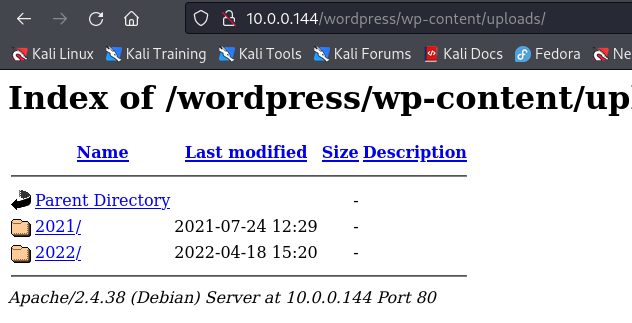 10.0.0.144/wordpress/wp-content/uploads/
Kali Linux Kali Training Kali Tools Kali Forums Kali Docs Fedora Ne
Index of /wordpress/wp-content/upl
Name Last modified Size Description
Parent Directory -
2021/ 2021-07-24 12:29 -
2022/ 2022-04-18 15:20 -
Apache/2.4.38 (Debian) Server at 10.0.0.144 Port 80